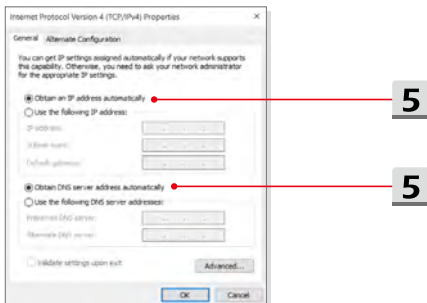 Internet Protocol Version 4 (TCP/IPv4) Properties
General Alternate Configuration
You can get IP settings assigned automatically if your network supports
this capability. Otherwise, you need to ask your network administrator
for the appropriate IP settings.
Obtain an IP address automatically
5
Use the following IP address:
IP address:
Subnet mask:
Default gateway:
Obtain DNS server address automatically
5
Use the following DNS server addresses:
Preferred DNS server:
Alternate DNS server:
Validate settings upon exit
Advanced...
OK Cancel